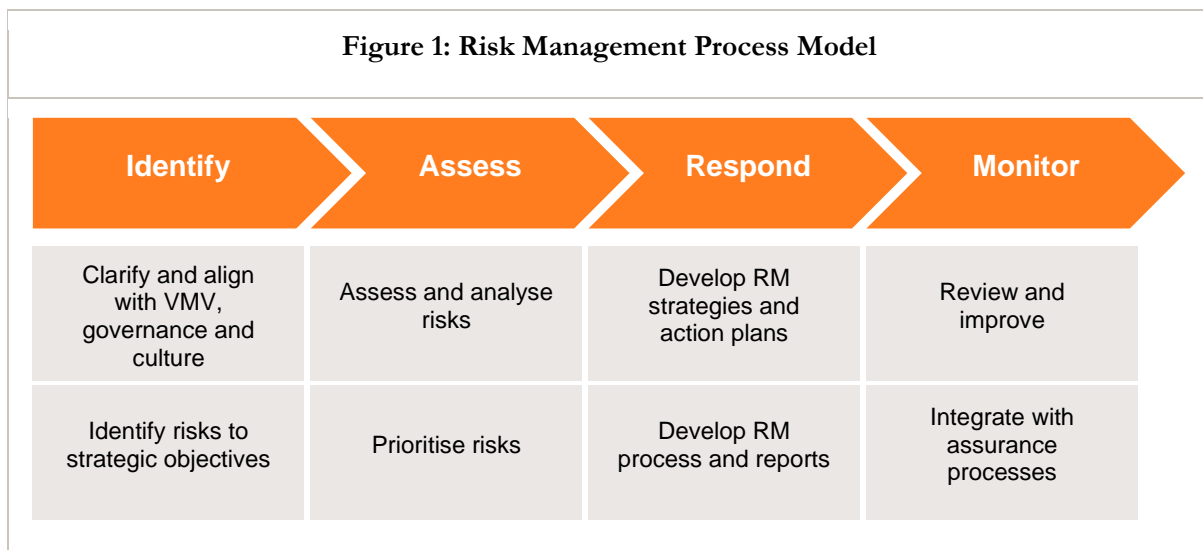 Figure 1: Risk Management Process Model
Identify
Assess
Respond
Monitor
Clarify and align
with VMV,
governance and
culture
Assess and analyse
risks
Develop RM
strategies and
action plans
Review and
improve
Identify risks to
strategic objectives
Prioritise risks
Develop RM
process and reports
Integrate with
assurance
processes